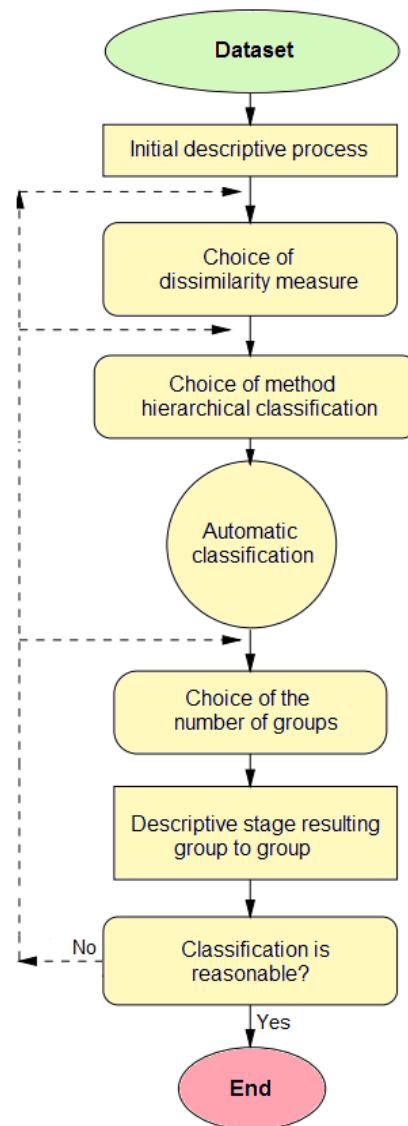 Dataset
Initial descriptive process
Choice of
dissimilarity measure
Choice of method
hierarchical classification
Automatic
classification
Choice of the
number of groups
Descriptive stage resulting
group to group
No
Classification is
reasonable?
Yes
End